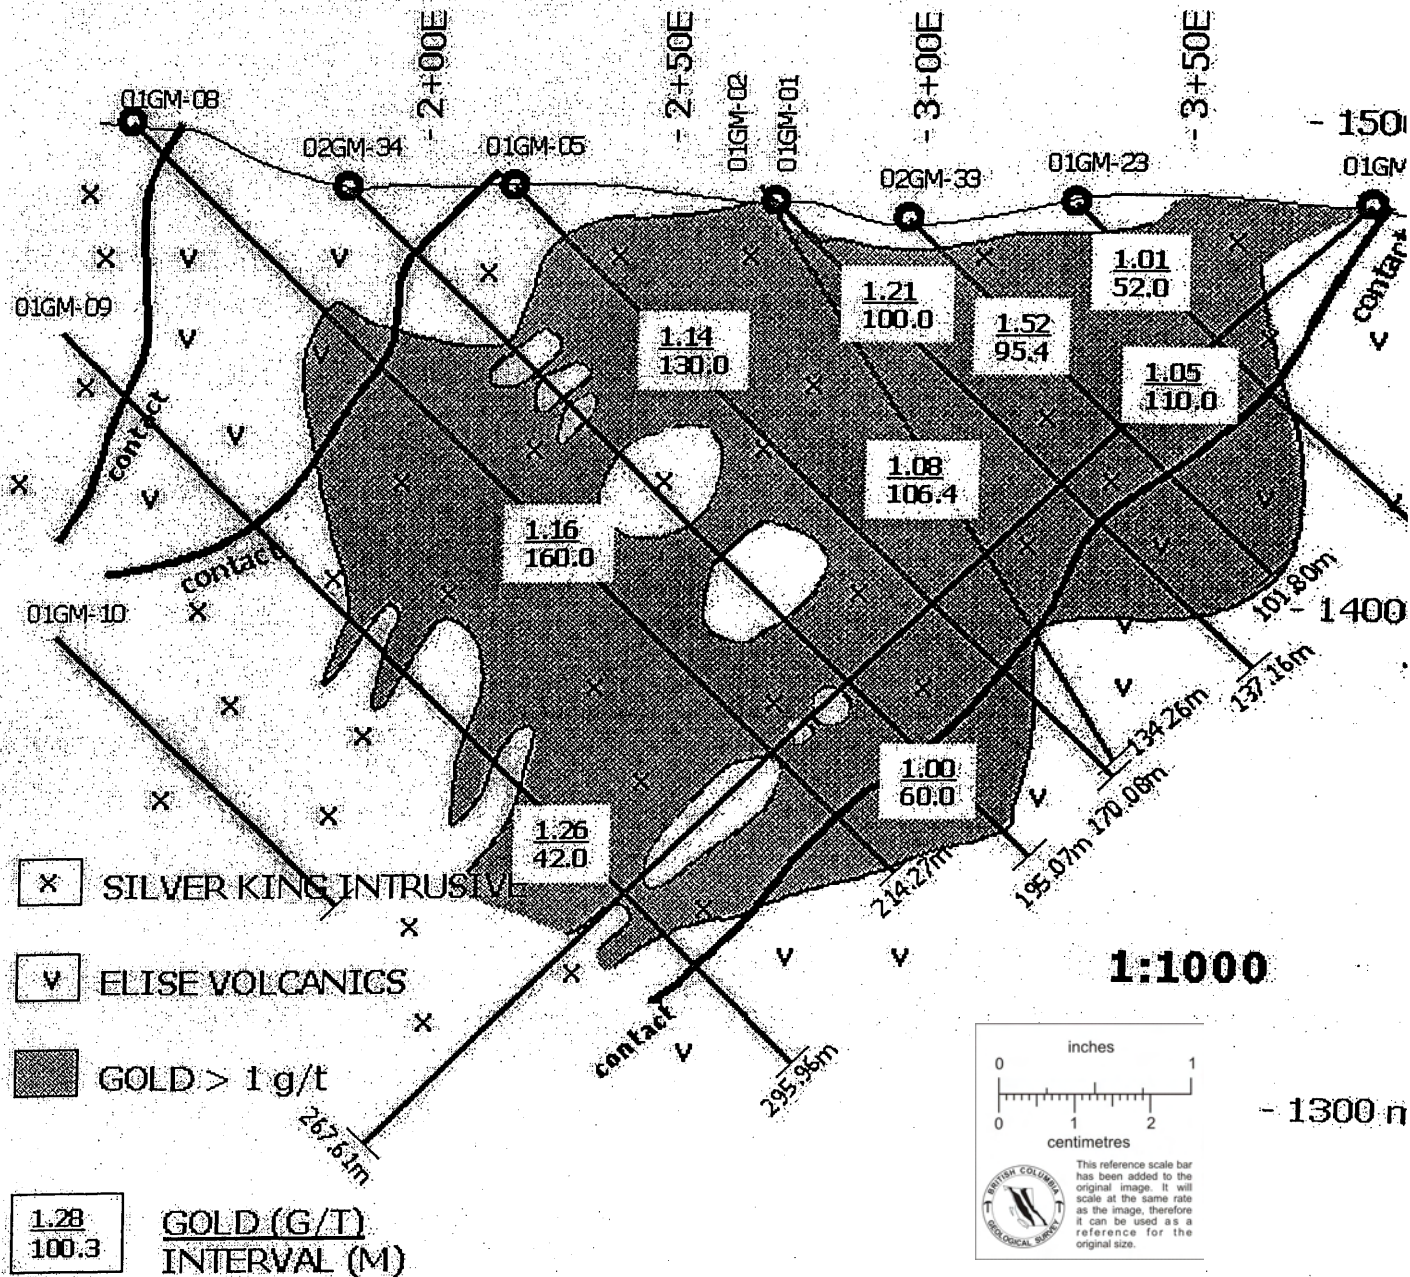 - 2+00E
- 2+50E
- 3+00E
- 3+50E
- 150
01GM-08
02GM-34
01GM-05
01GM-02
01GM-01
02GM-33
01GM-23
01GM
contact
01GM-09
1.14
130.0
1.21
100.0
1.52
95.4
1.01
52.0
1.05
110.0
contact
1.08
106.4
1.16
160.0
contact
101.80m
- 1400
01GM-10
137.16m
134.26m
170.08m
1.00
60.0
195.07m
214.27m
1.26
42.0
x SILVER KING INTRUSIVE
v ELISE VOLCANICS
1:1000
contact
295.96m
GOLD > 1 g/t
267.61m
- 1300 m
inches
0 1
0 1 2
centimetres
BRITISH COLUMBIA
GEOLOGICAL SURVEY
This reference scale bar
has been added to the
original image. It will
scale at the same rate
as the image, therefore
it can be used as a
reference for the
original size.
1.28
100.3
GOLD (G/T)
INTERVAL (M)